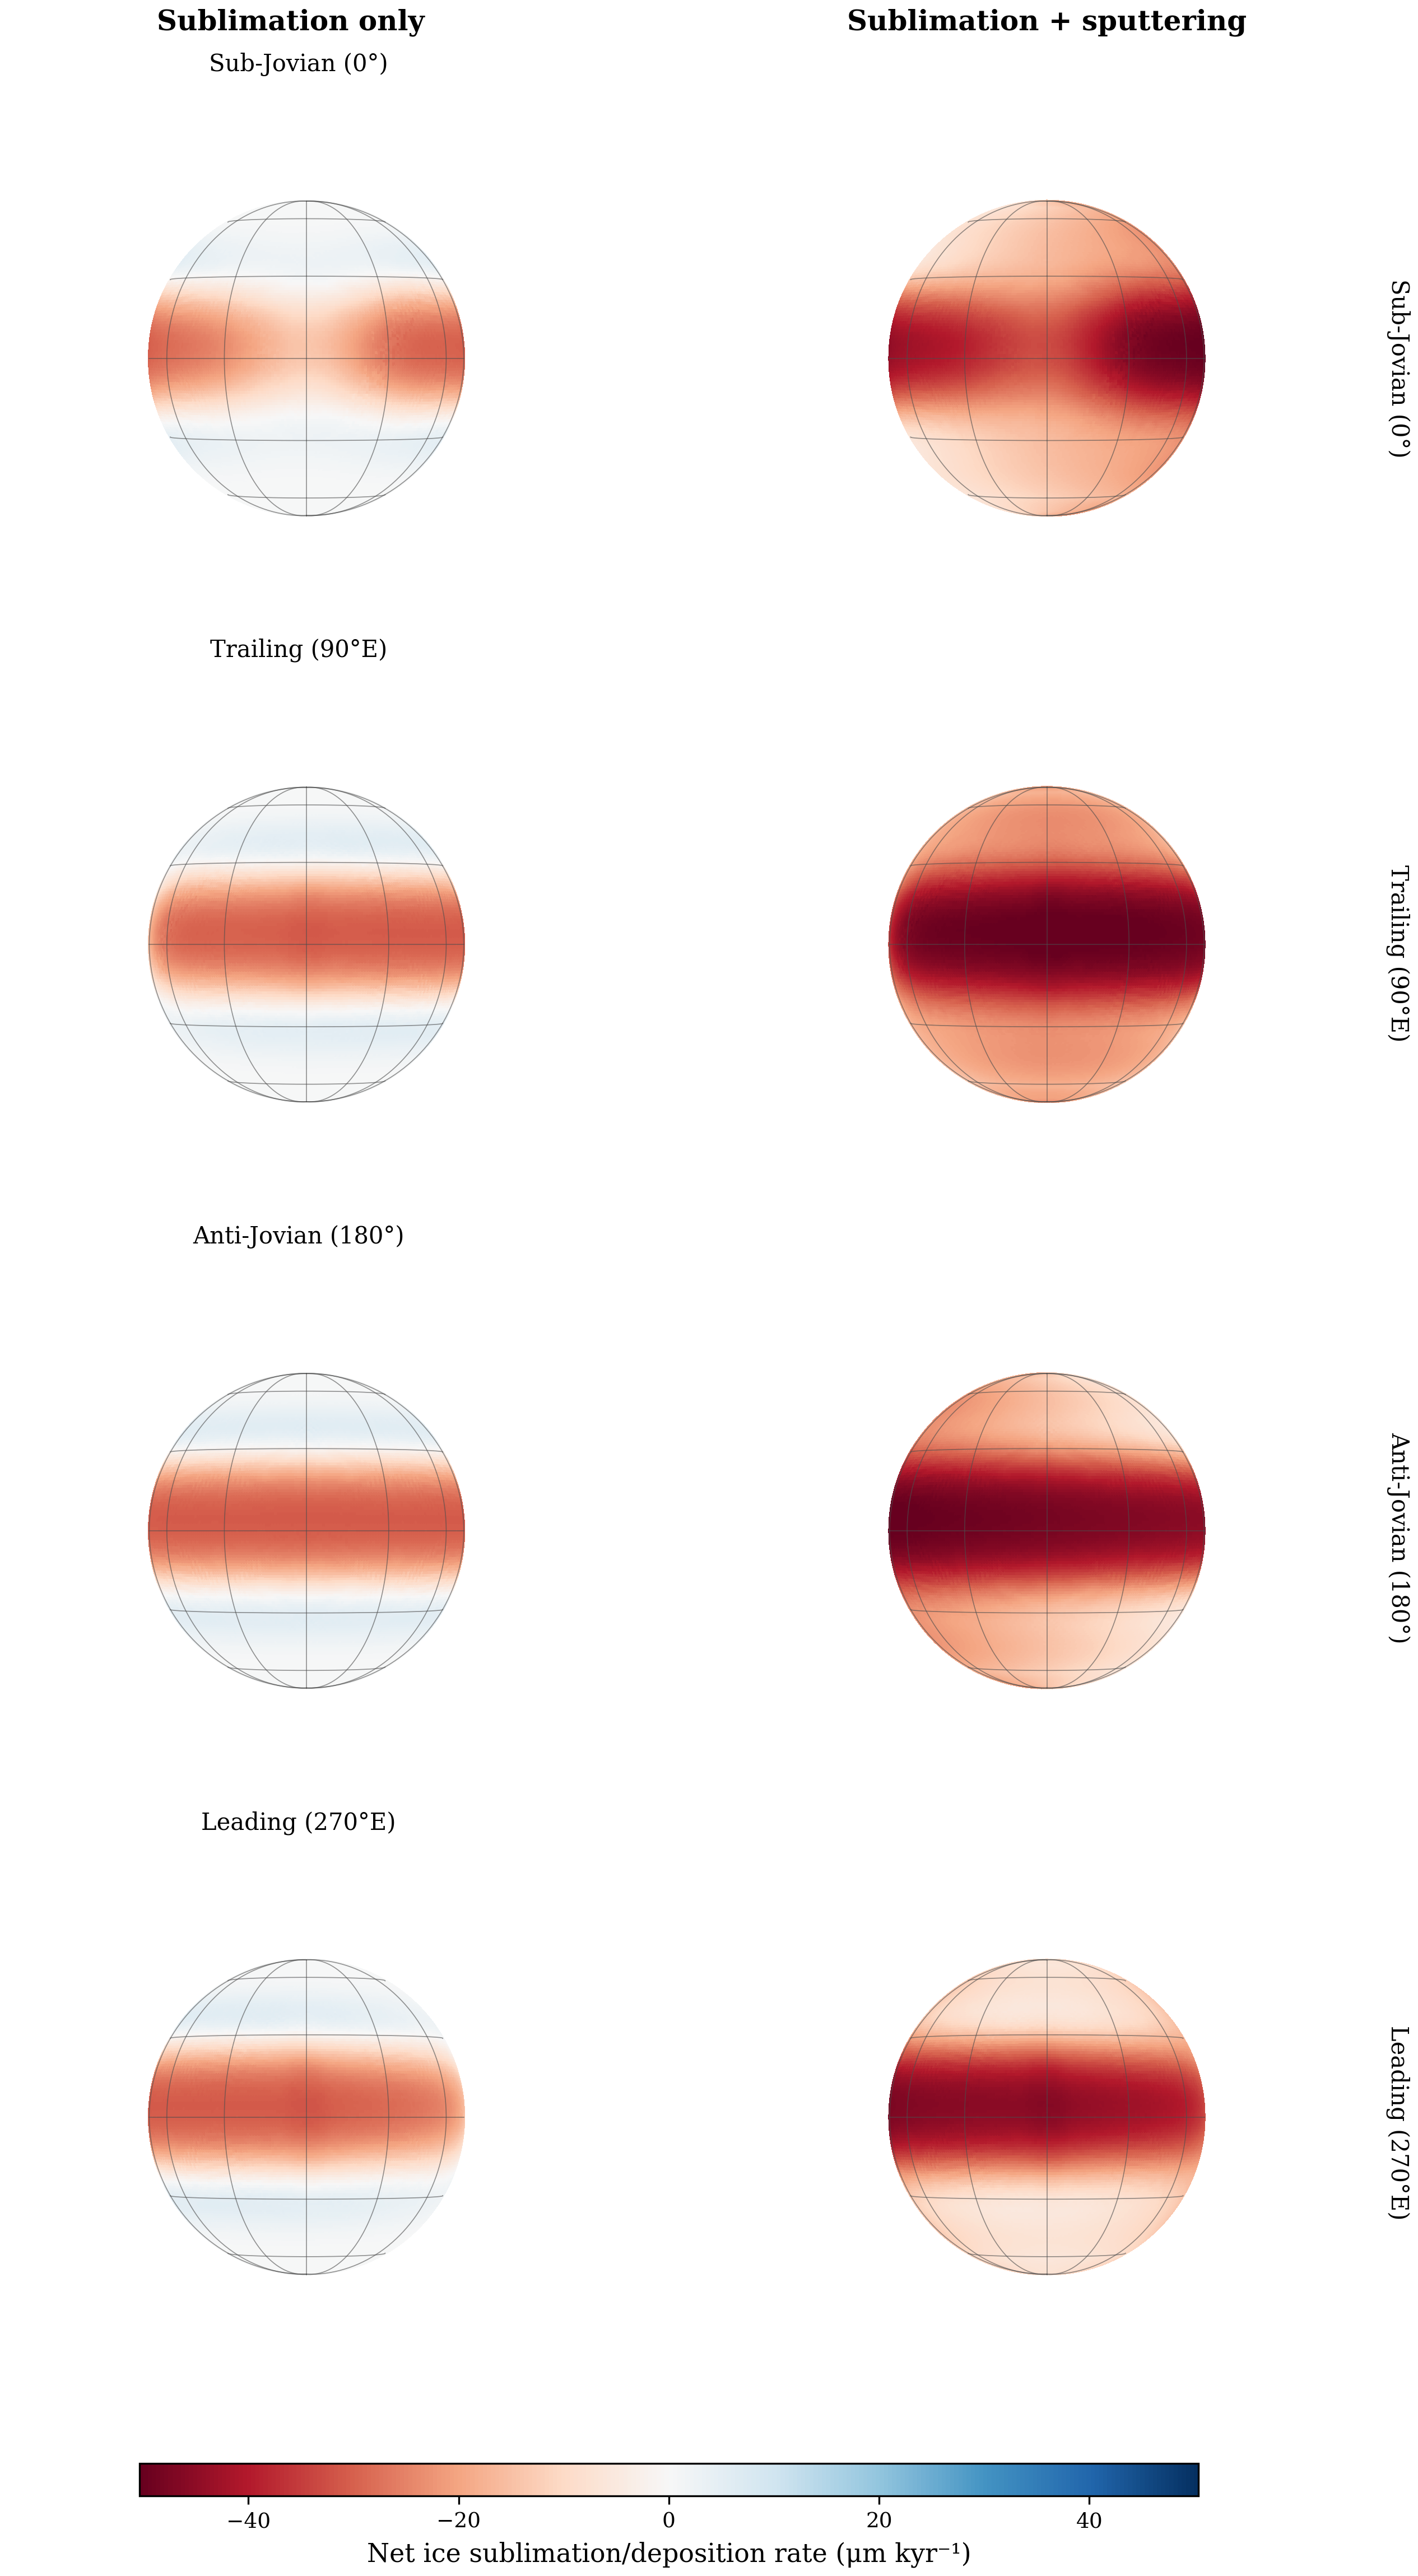 Sublimation only
Sublimation + sputtering
Sub-Jovian (0°)
Sub-Jovian (0°)
Trailing (90°E)
Trailing (90°E)
Anti-Jovian (180°)
Anti-Jovian (180°)
Leading (270°E)
Leading (270°E)
−40
−20
0
20
40
Net ice sublimation/deposition rate (µm kyr⁻¹)